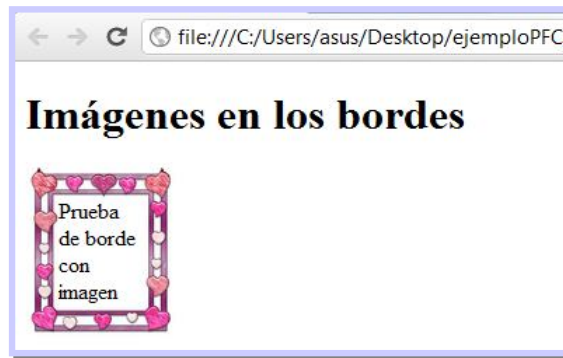 file:///C:/Users/asus/Desktop/ejemploPFC
Imágenes en los bordes
Prueba
de borde
con
imagen